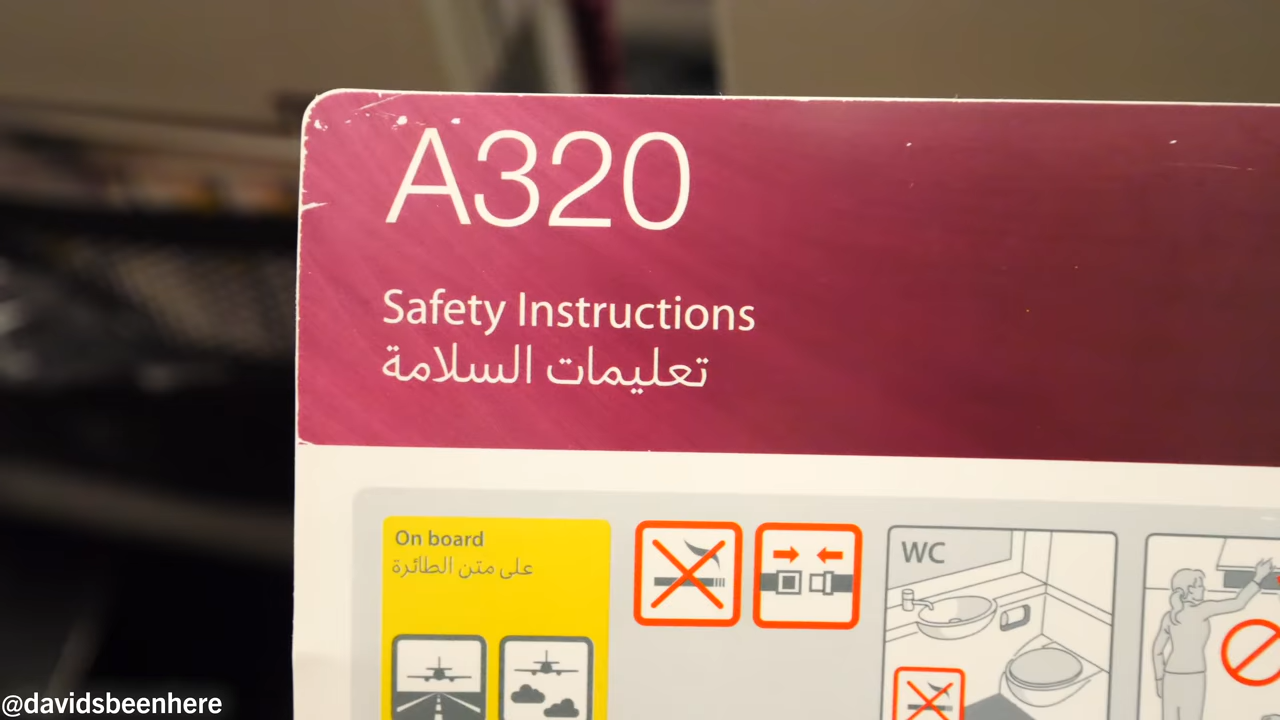 A320
Safety Instructions
تعليمات السلامة
On board
على متن الطائرة
WC
@davidsbeenhere